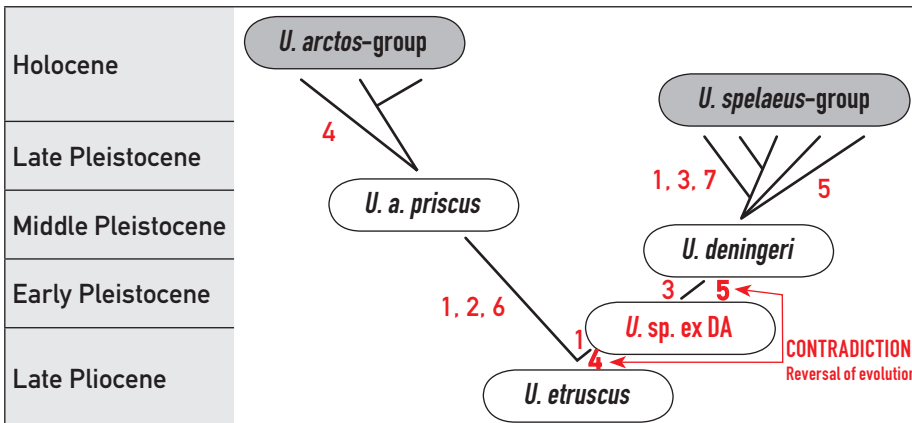 U. arctos-group
Holocene
U. spelaeus-group
4
Late Pleistocene
1, 3, 7
5
U. a. priscus
Middle Pleistocene
U. deningeri
Early Pleistocene
3
5
1, 2, 6
U. sp. ex DA
1
CONTRADICTION
4
Reversal of evolution
Late Pliocene
U. etruscus